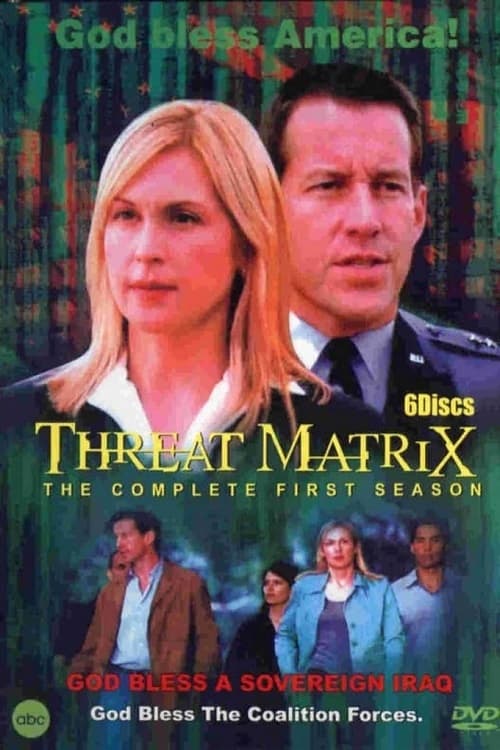 God bless America!
6Discs
THREAT MATRIX
THE COMPLETE FIRST SEASON
GOD BLESS A SOVEREIGN IRAQ
God Bless The Coalition Forces.
abc
DVD